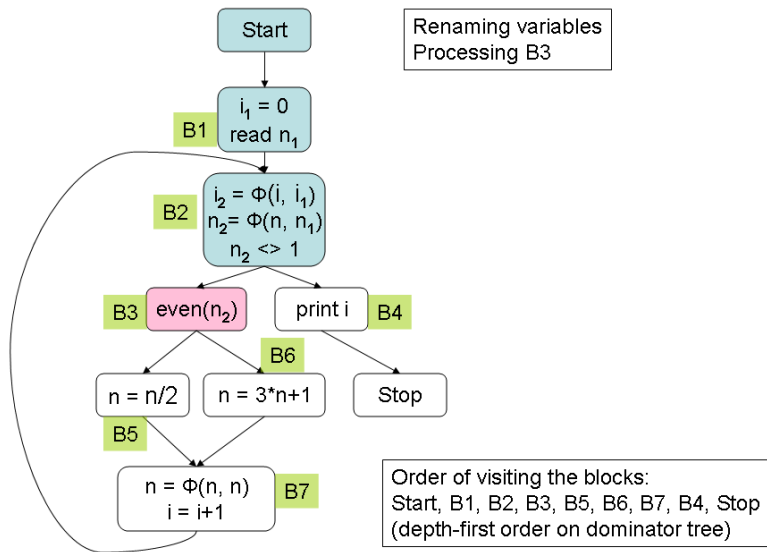 Start
Renaming variables
Processing B3
B1
i₁ = 0
read n₁
B2
i₂ = Φ(i, i₁)
n₂= Φ(n, n₁)
n₂ <> 1
B3
even(n₂)
print i
B4
B6
n = n/2
n = 3*n+1
Stop
B5
n = Φ(n, n)
i = i+1
B7
Order of visiting the blocks:
Start, B1, B2, B3, B5, B6, B7, B4, Stop
(depth-first order on dominator tree)